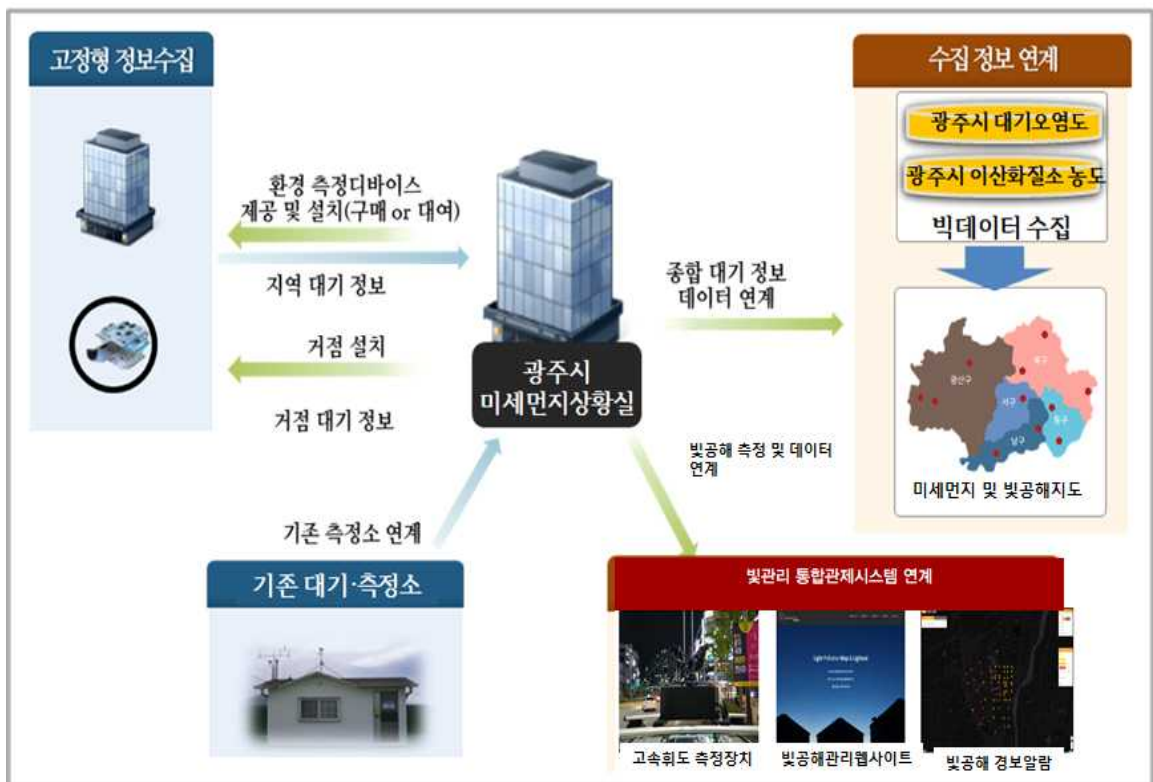 고정형 정보수집
환경 측정디바이스
제공 및 설치(구매 or 대여)
지역 대기 정보
거점 설치
거점 대기 정보
광주시
미세먼지상황실
기존 측정소 연계
기존 대기·측정소
종합 대기 정보
데이터 연계
수집 정보 연계
광주시 대기오염도
광주시 이산화질소 농도
빅데이터 수집
광산구
북구
서구
동구
남구
미세먼지 및 빛공해지도
빛공해 측정 및 데이터
연계
빛관리 통합관제시스템 연계
고속휘도 측정장치
빛공해관리웹사이트
빛공해 경보알람